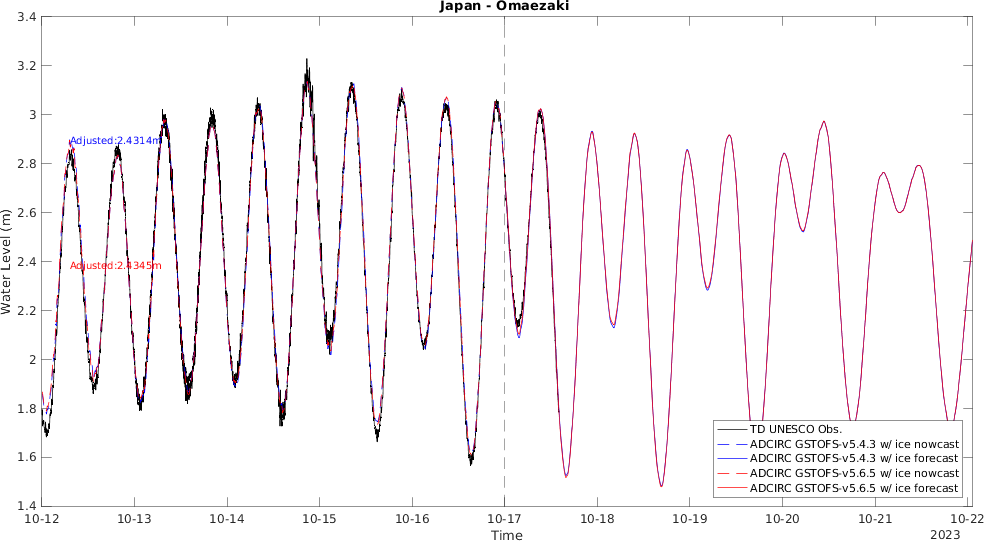 Japan - Omaezaki
Water Level (m)
3.4
3.2
3
2.8
2.6
2.4
2.2
2
1.8
1.6
1.4
Adjusted:2.4314m
Adjusted:2.4345m
TD UNESCO Obs.
ADCIRC GSTOFS-v5.4.3 w/ ice nowcast
ADCIRC GSTOFS-v5.4.3 w/ ice forecast
ADCIRC GSTOFS-v5.6.5 w/ ice nowcast
ADCIRC GSTOFS-v5.6.5 w/ ice forecast
10-12 10-13 10-14 10-15 10-16 10-17 10-18 10-19 10-20 10-21 10-22
Time
2023